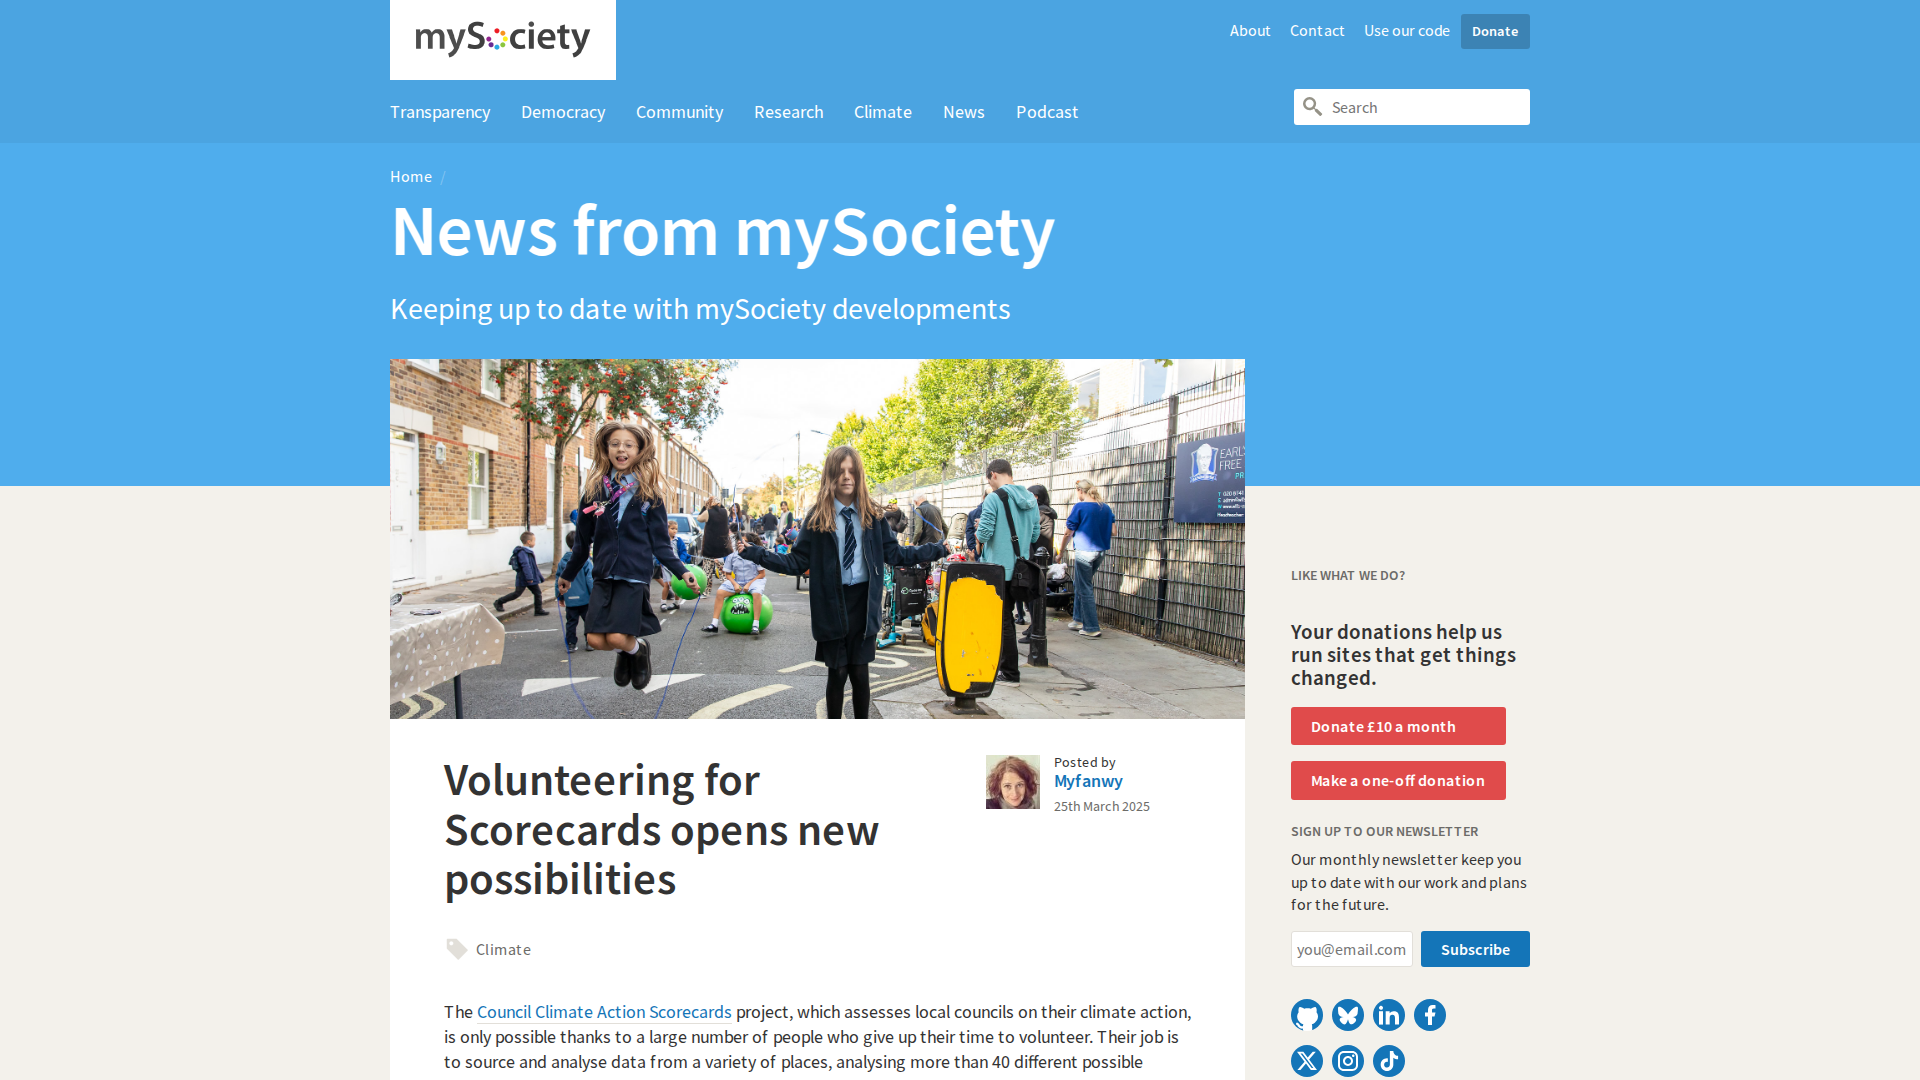 mySociety
About
Contact
Use our code
Donate
Transparency
Democracy
Community
Research
Climate
News
Podcast
Search
Home /
News from mySociety
Keeping up to date with mySociety developments
Volunteering for
Scorecards opens new
possibilities
Posted by
Myfanwy
25th March 2025
Climate
The Council Climate Action Scorecards project, which assesses local councils on their climate action,
is only possible thanks to a large number of people who give up their time to volunteer. Their job is
to source and analyse data from a variety of places, analysing more than 40 different possible
LIKE WHAT WE DO?
Your donations help us
run sites that get things
changed.
Donate £10 a month
Make a one-off donation
SIGN UP TO OUR NEWSLETTER
Our monthly newsletter keep you
up to date with our work and plans
for the future.
you@email.com
Subscribe